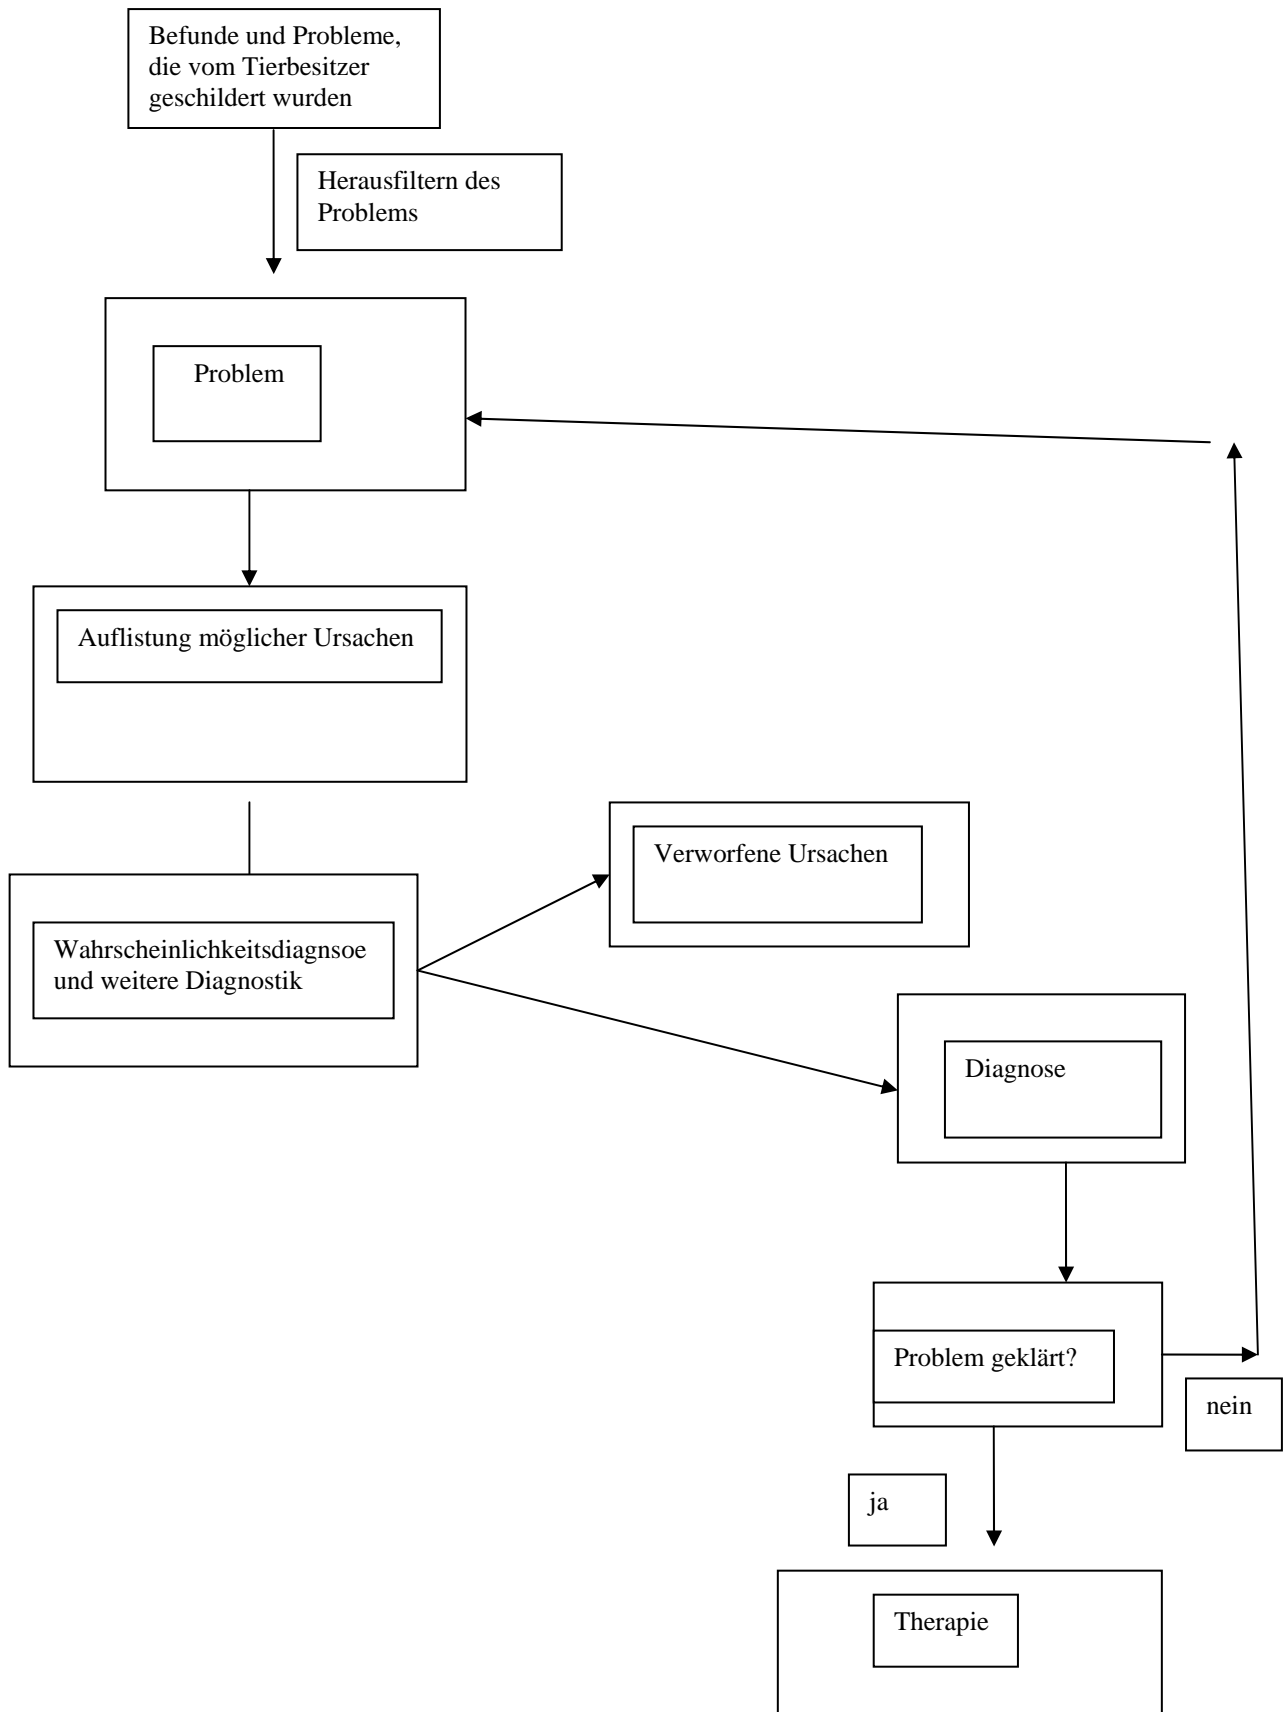 Befunde und Probleme,
die vom Tierbesitzer
geschildert wurden
Herausfiltern des
Problems
Problem
Auflistung möglicher Ursachen
Verworfene Ursachen
Wahrscheinlichkeitsdiagnsoe
und weitere Diagnostik
Diagnose
Problem geklärt?
nein
ja
Therapie